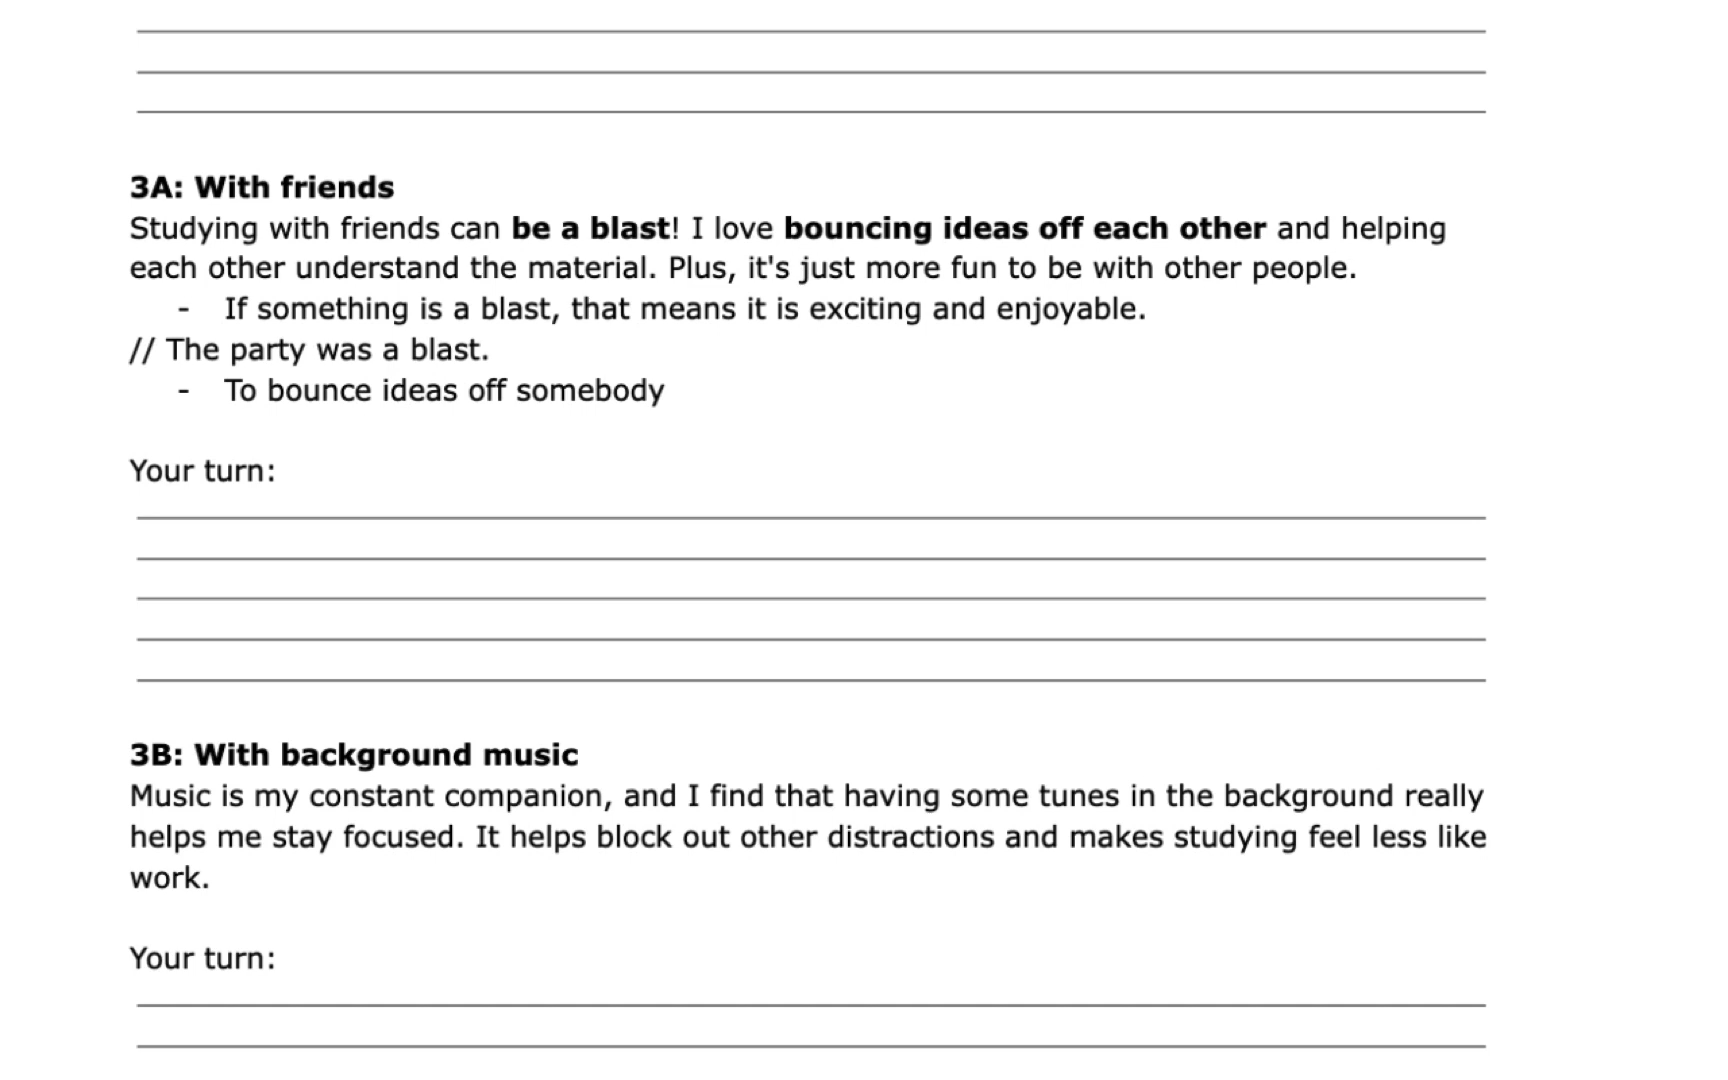 3A: With friends
Studying with friends can be a blast! I love bouncing ideas off each other and helping
each other understand the material. Plus, it's just more fun to be with other people.
- If something is a blast, that means it is exciting and enjoyable.
// The party was a blast.
- To bounce ideas off somebody
Your turn:
3B: With background music
Music is my constant companion, and I find that having some tunes in the background really
helps me stay focused. It helps block out other distractions and makes studying feel less like
work.
Your turn: